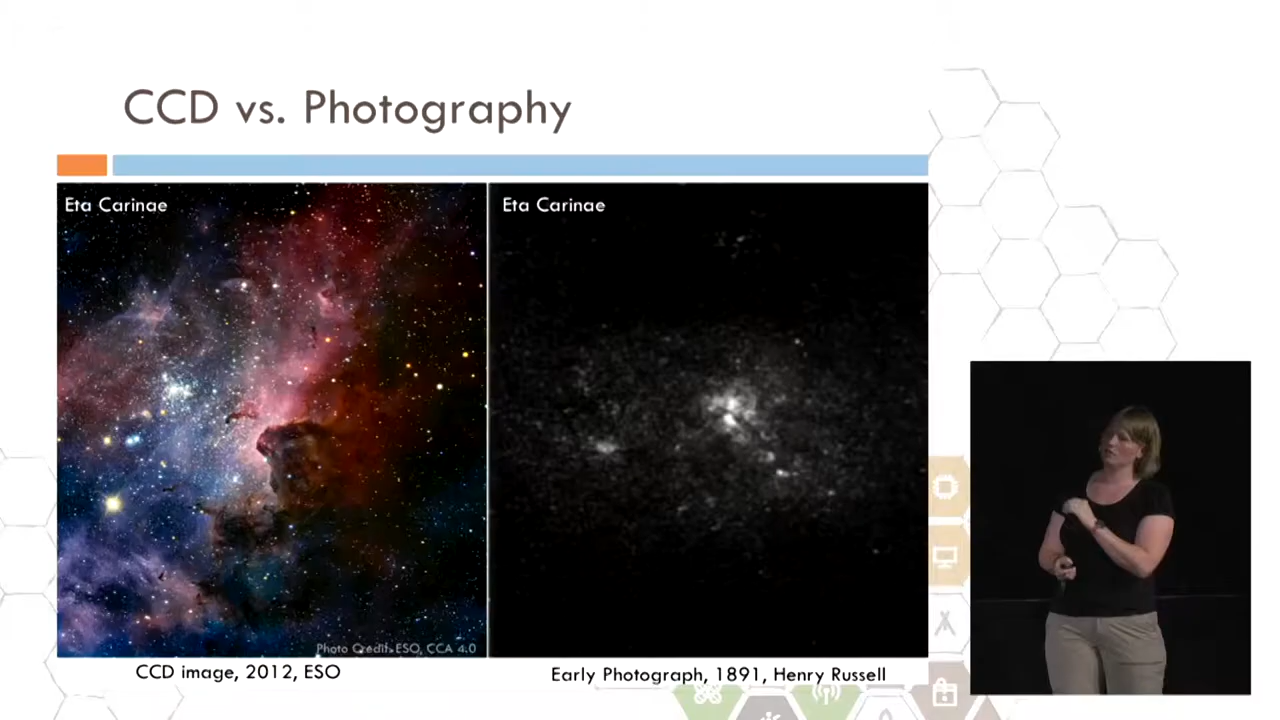 CCD vs. Photography
Eta Carinae
Eta Carinae
Photo Credit: ESO, CCA 4.0
CCD image, 2012, ESO
Early Photograph, 1891, Henry Russell